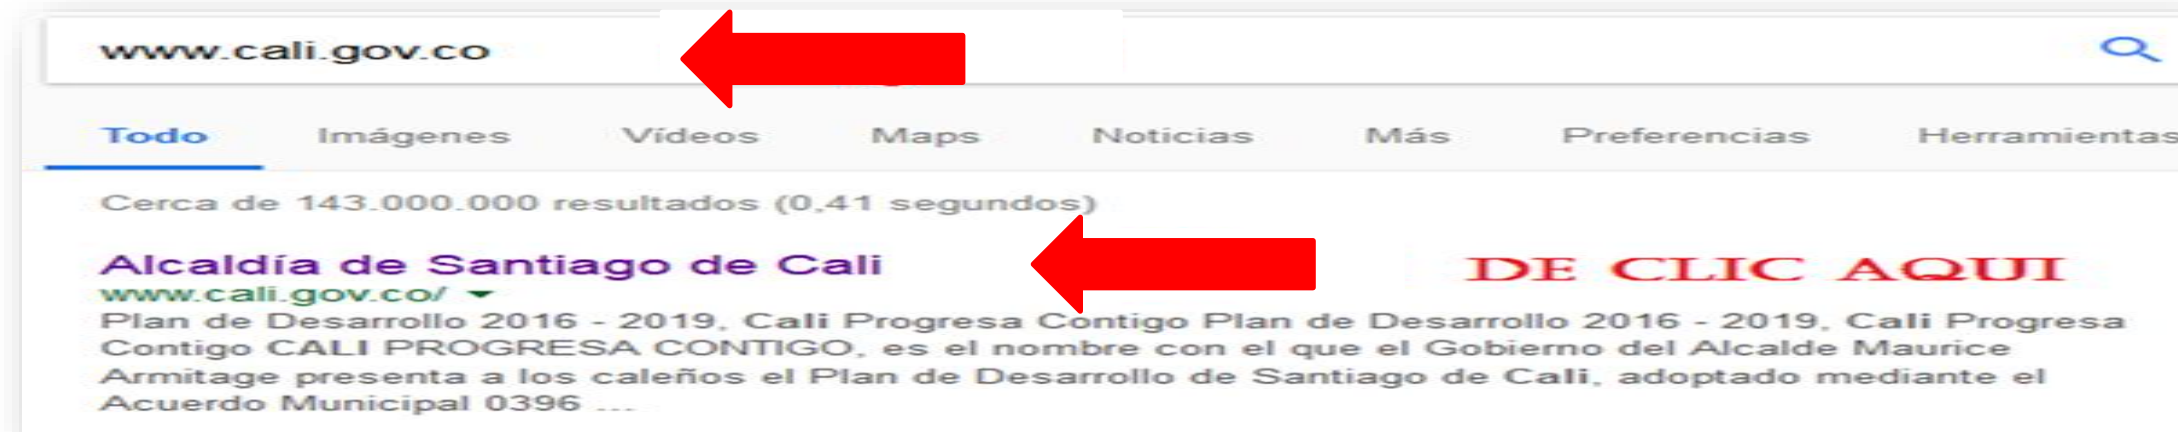 www.cali.gov.co
Todo Imágenes Vídeos Maps Noticias Más Preferencias Herramientas
Cerca de 143.000.000 resultados (0,41 segundos)
Alcaldía de Santiago de Cali
DE CLIC AQUI
www.cali.gov.co/
Plan de Desarrollo 2016 - 2019, Cali Progresa Contigo Plan de Desarrollo 2016 - 2019, Cali Progresa
Contigo CALI PROGRESA CONTIGO, es el nombre con el que el Gobierno del Alcalde Maurice
Armitage presenta a los caleños el Plan de Desarrollo de Santiago de Cali, adoptado mediante el
Acuerdo Municipal 0396 ...